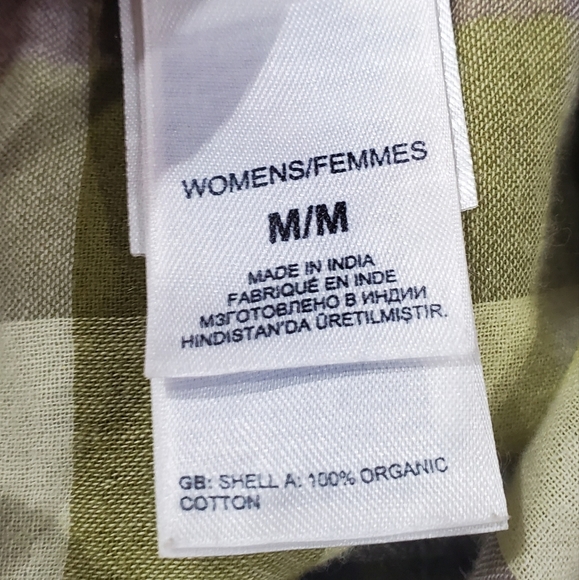 WOMENS/FEMMES
M/M
MADE IN INDIA
FABRIQUÉ EN INDE
МЗГОТОВЛЕНО В ИНДИИ
HINDISTAN'DA ÜRETILMIŞTIR.
GB: SHELL A: 100% ORGANIC
COTTON